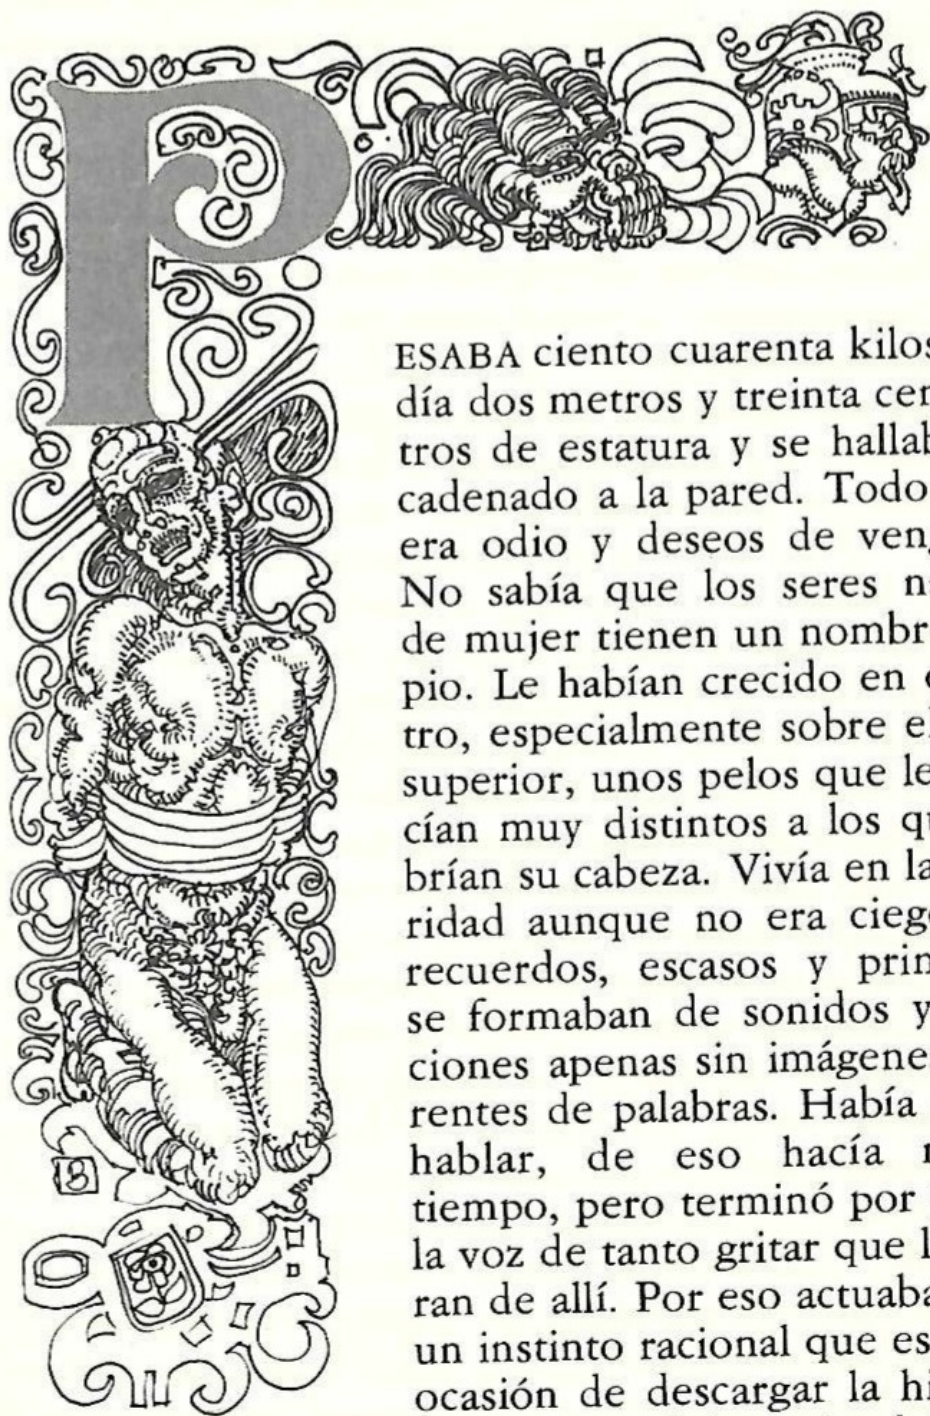 P
ESABA ciento cuarenta kilos
día dos metros y treinta cen
tros de estatura y se hallab
cadenado a la pared. Todo
era odio y deseos de ven
No sabía que los seres n
de mujer tienen un nombr
pio. Le habían crecido en e
tro, especialmente sobre el
superior, unos pelos que le
cían muy distintos a los qu
brían su cabeza. Vivía en la
ridad aunque no era cieg
recuerdos, escasos y prin
se formaban de sonidos y
ciones apenas sin imágene
rentes de palabras. Había
hablar, de eso hacía
tiempo, pero terminó por
la voz de tanto gritar que l
ran de allí. Por eso actuaba
un instinto racional que es
ocasión de descargar la hi
B